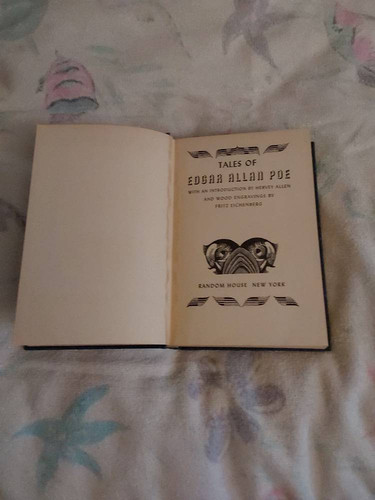 TALES OF
EDGAR ALLAN POE
WITH AN INTRODUCTION BY HERVEY ALLEN
AND WOOD ENGRAVINGS BY
FRITZ EICHENBERG
RANDOM HOUSE NEW YORK